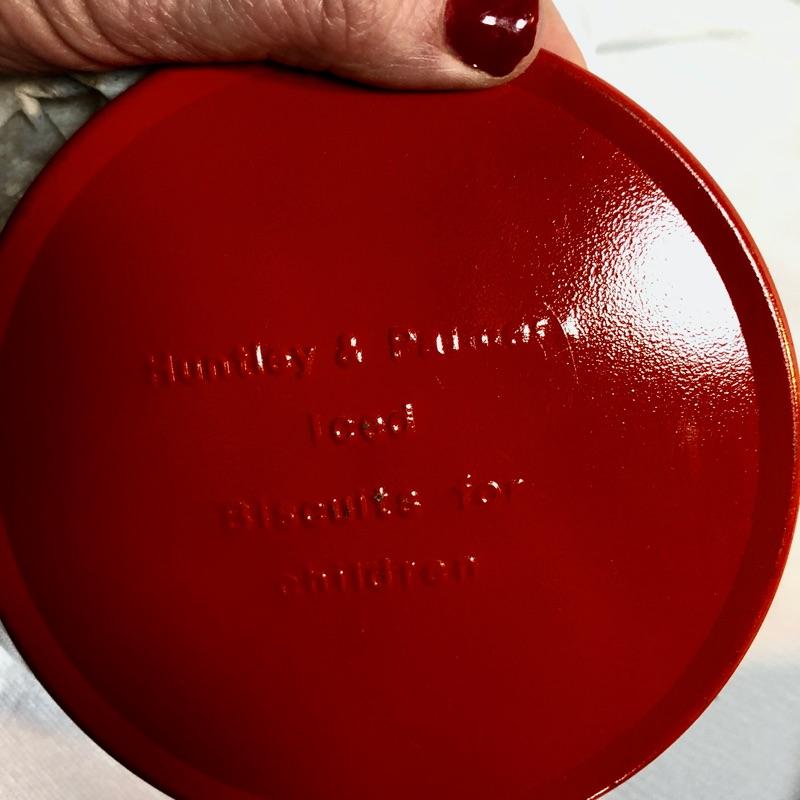 Huntley & Palmers
Iced
Biscuits for
children